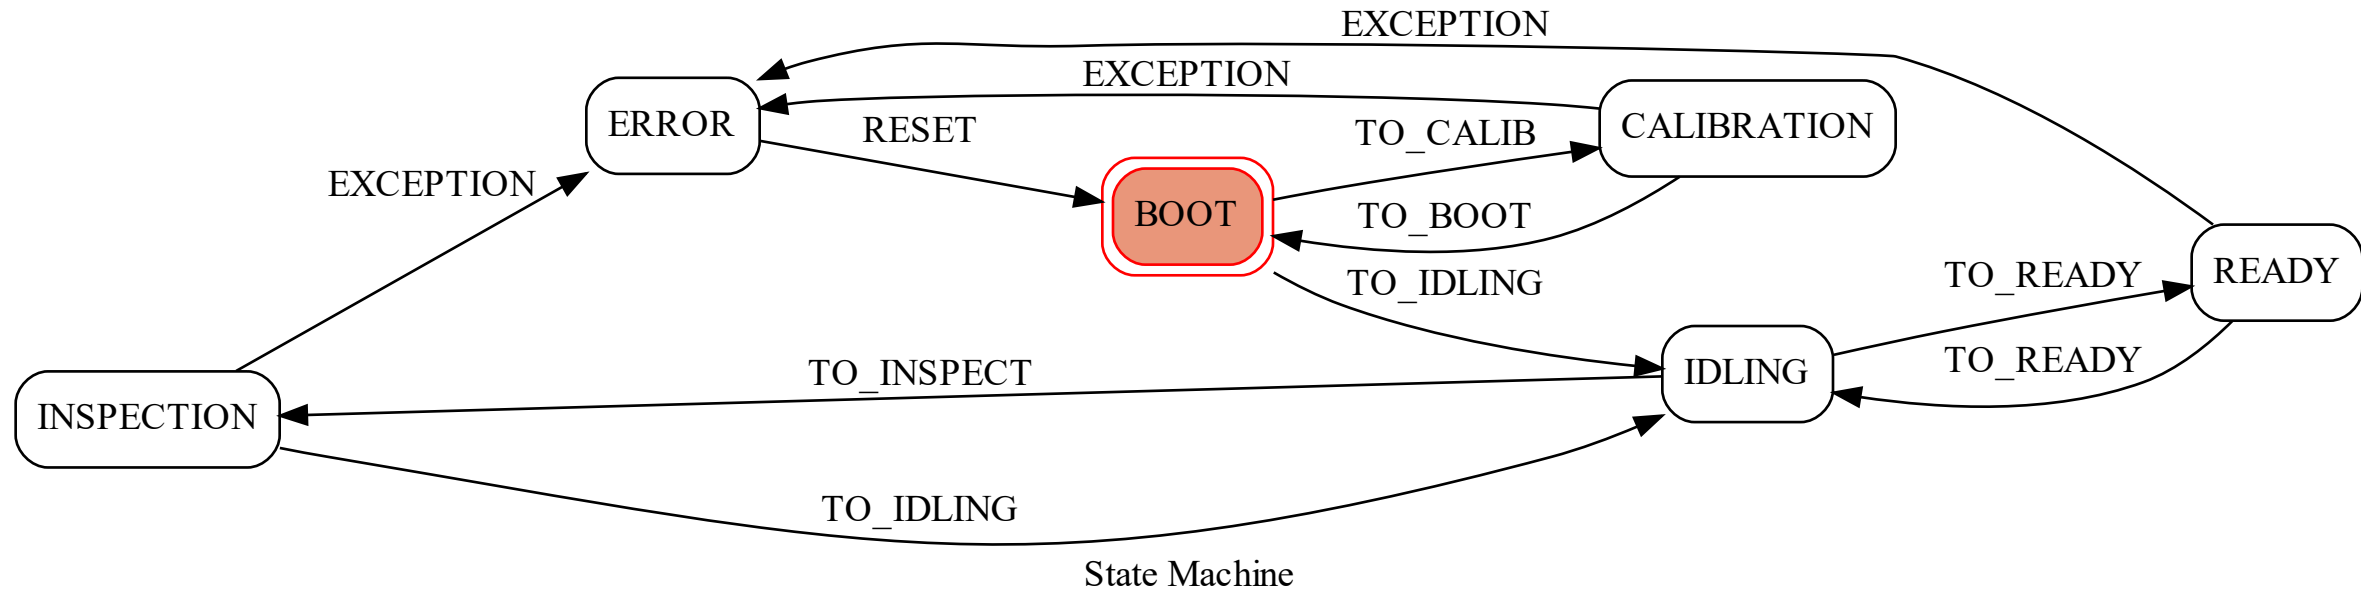 EXCEPTION
EXCEPTION
ERROR
CALIBRATION
RESET
TO_CALIB
EXCEPTION
BOOT
TO_BOOT
READY
TO_IDLING
TO_READY
TO_INSPECT
IDLING
TO_READY
INSPECTION
TO_IDLING
State Machine